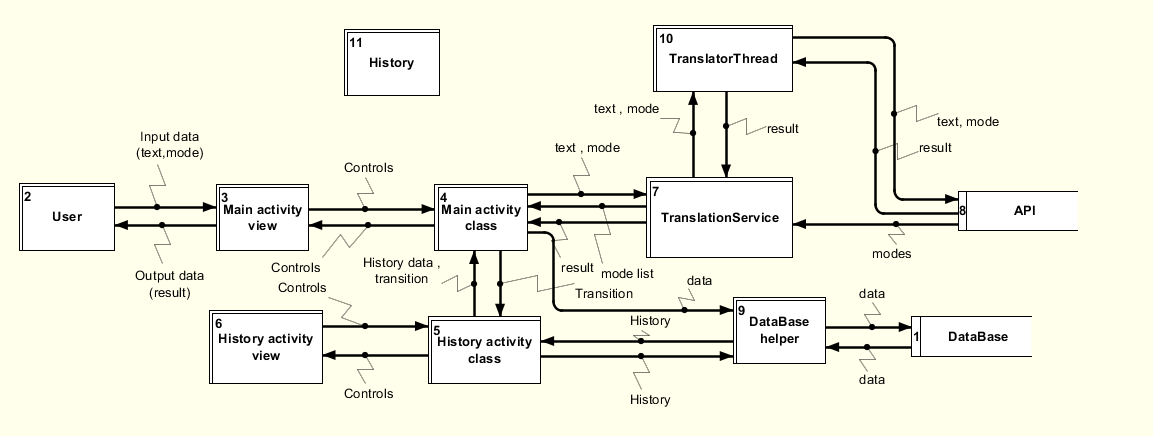 11
History
10
TranslatorThread
text , mode
result
text, mode
result
Input data
(text,mode)
Controls
text , mode
2
User
3
Main activity
view
4
Main activity
class
7
TranslationService
8
API
Output data
(result)
Controls
History data ,
transition
result
mode list
modes
Controls
Transition
data
6
History activity
view
5
History activity
class
History
9
DataBase
helper
data
1
DataBase
Controls
History
data